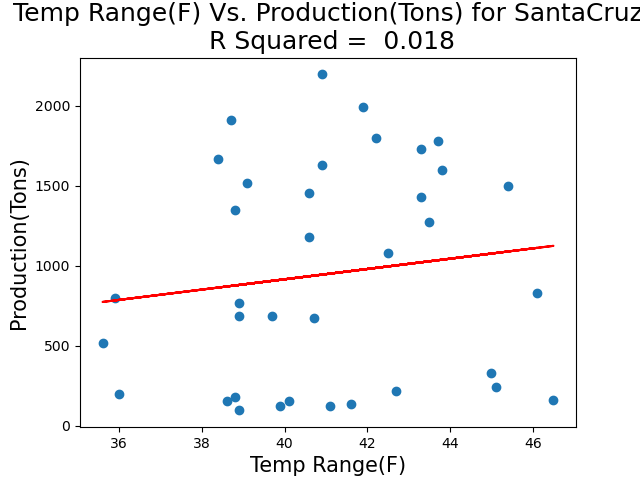 Temp Range(F) Vs. Production(Tons) for SantaCruz
R Squared =  0.018
Production(Tons)
2000
1500
1000
500
0
36 38 40 42 44 46
Temp Range(F)